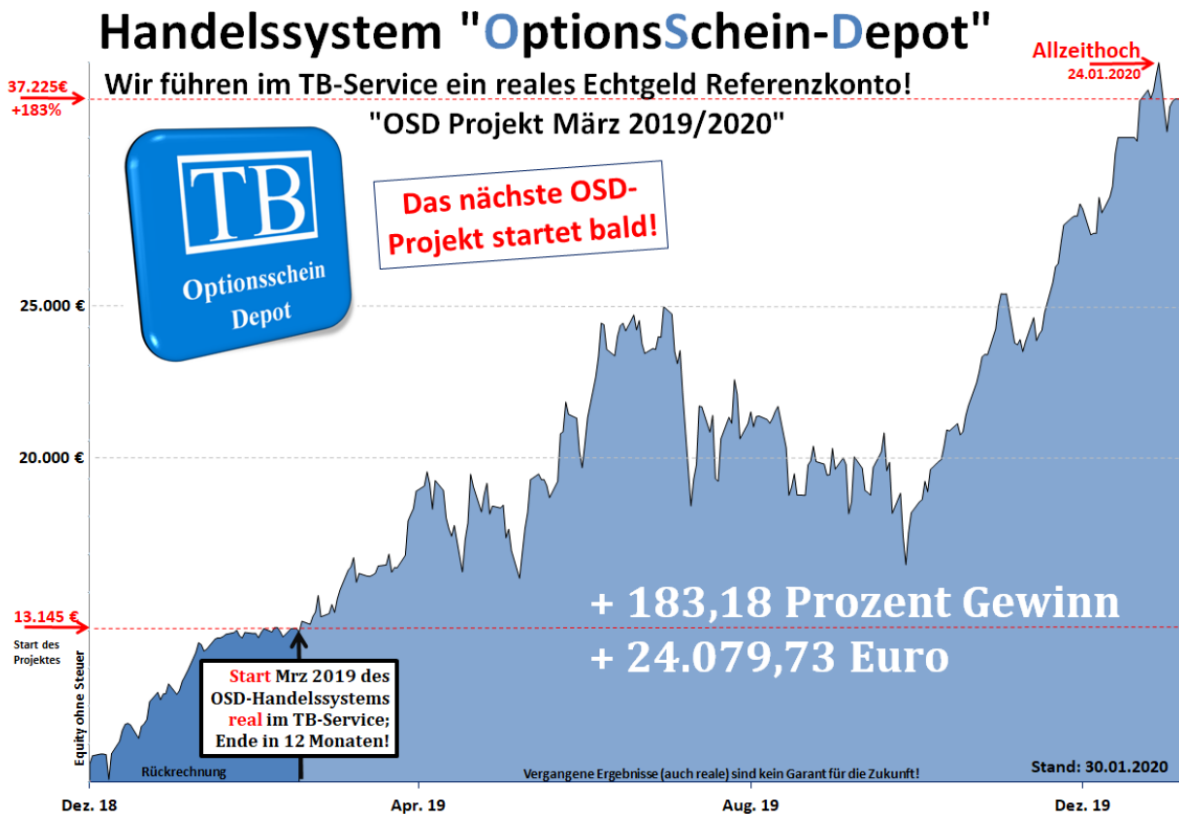 Handelssystem "OptionsSchein-Depot"
Allzeithoch
24.01.2020
37.225€
+183%
Wir führen im TB-Service ein reales Echtgeld Referenzkonto!
"OSD Projekt März 2019/2020"
TB
Optionsschein
Depot
Das nächste OSD-
Projekt startet bald!
25.000 €
20.000 €
13.145 €
Start des
Projektes
Equity ohne Steuer
+ 183,18 Prozent Gewinn
+ 24.079,73 Euro
Start Mrz 2019 des
OSD-Handelssystems
real im TB-Service;
Ende in 12 Monaten!
Rückrechnung
Vergangene Ergebnisse (auch reale) sind kein Garant für die Zukunft!
Stand: 30.01.2020
Dez. 18
Apr. 19
Aug. 19
Dez. 19